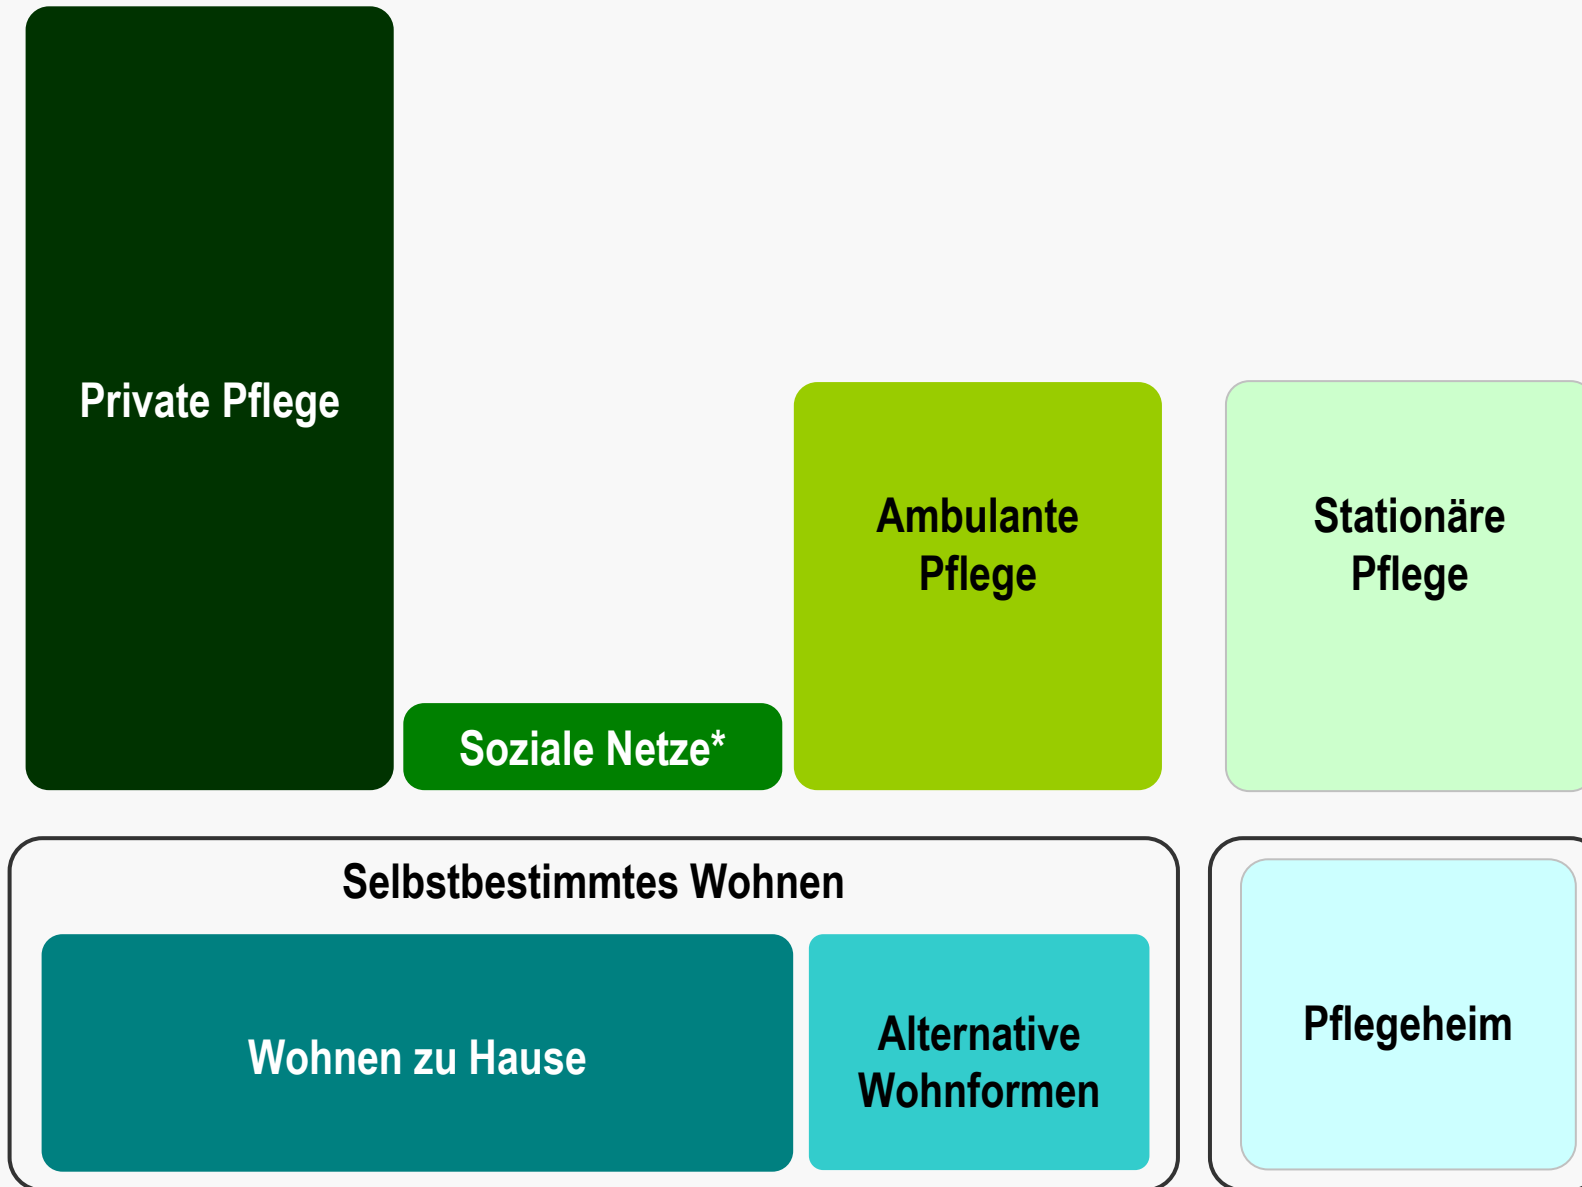 Private Pflege
Soziale Netze*
Ambulante
Pflege
Stationäre
Pflege
Selbstbestimmtes Wohnen
Wohnen zu Hause
Alternative
Wohnformen
Pflegeheim